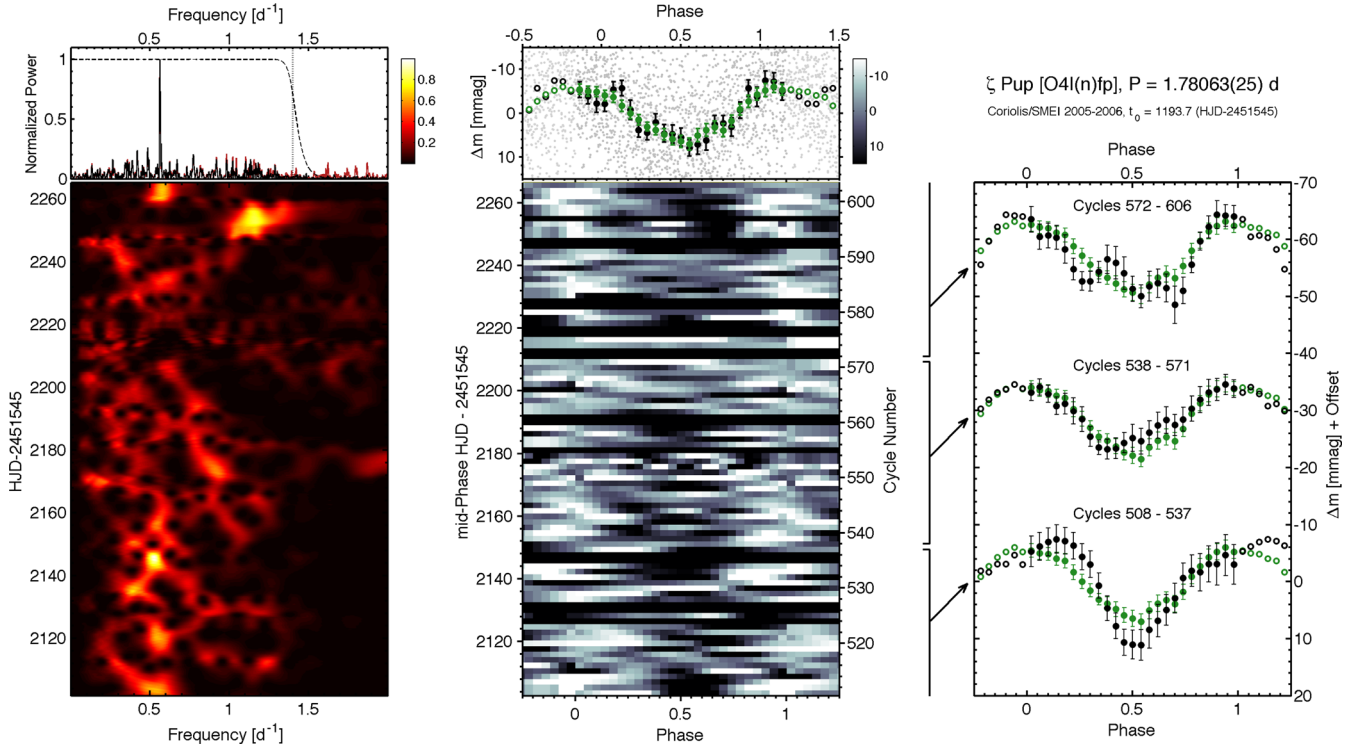 Frequency [d⁻¹]
0 0.5 1 1.5
Normalized Power
1
0.5
0
0.8
0.6
0.4
0.2
HJD-2451545
2260
2240
2220
2200
2180
2160
2140
2120
0.5 1 1.5
Frequency [d⁻¹]
Phase
-0.5 0 0.5 1 1.5
Δm [mmag]
-10
0
10
-10
0
10
mid-Phase HJD - 2451545
2260
2240
2220
2200
2180
2160
2140
2120
600
590
580
570
560
550
540
530
520
Cycle Number
0 0.5 1
Phase
ζ Pup [O4I(n)fp], P = 1.78063(25) d
Coriolis/SMEI 2005-2006, t₀ = 1193.7 (HJD-2451545)
Phase
0 0.5 1
Cycles 572 - 606
Cycles 538 - 571
Cycles 508 - 537
-70
-60
-50
-40
-30
-20
-10
0
10
20
Δm [mmag] + Offset
0 0.5 1
Phase